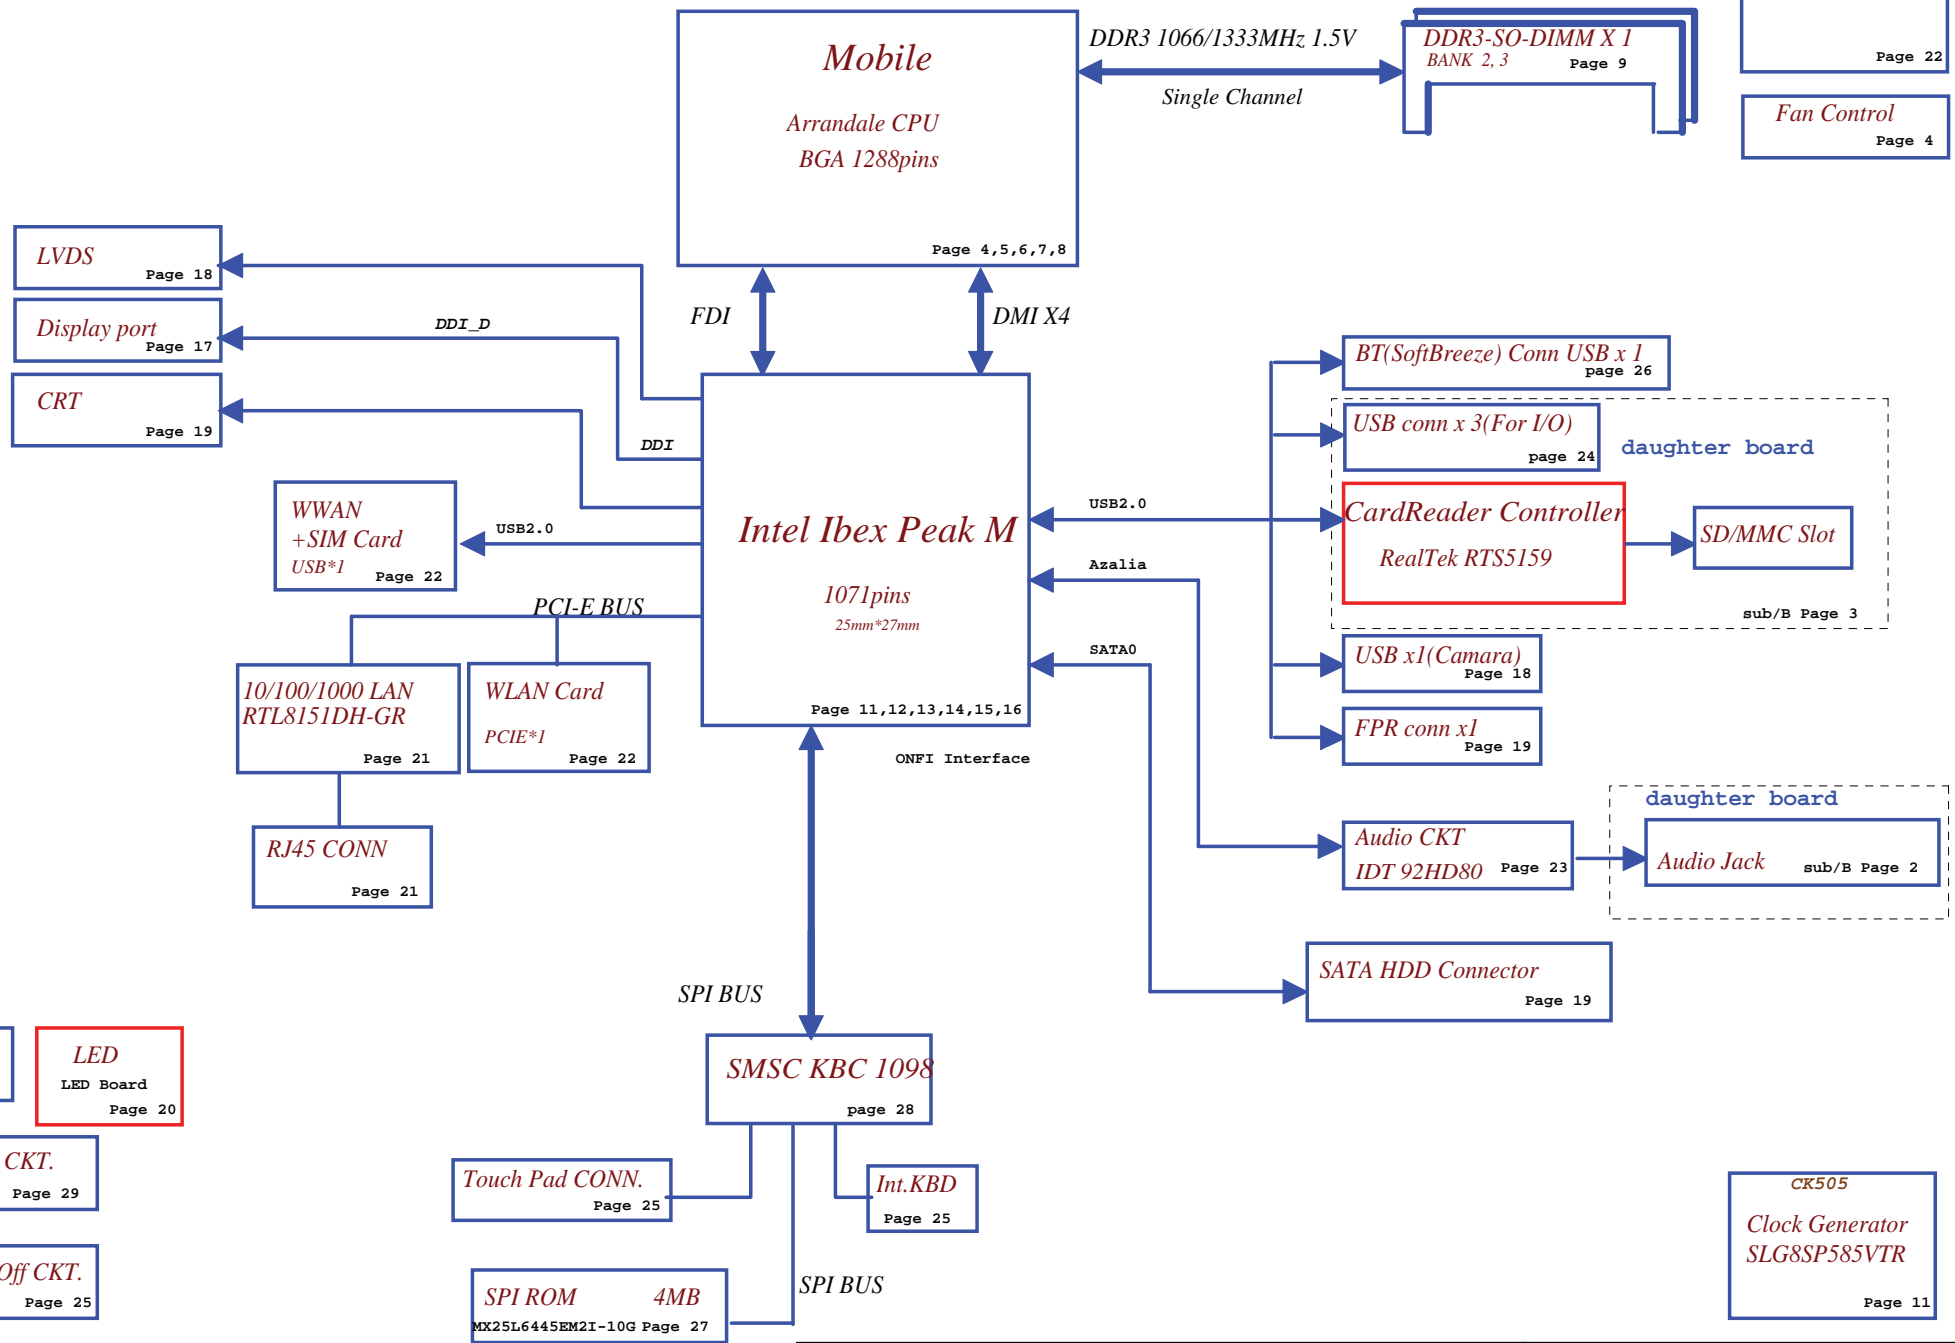 Mobile
Arrandale CPU
BGA 1288pins
Page 4,5,6,7,8
DDR3 1066/1333MHz 1.5V
Single Channel
DDR3-SO-DIMM X 1
BANK 2, 3 Page 9
Page 22
Fan Control
Page 4
LVDS
Page 18
Display port
Page 17
CRT
Page 19
DDI_D
DDI
FDI
DMI X4
WWAN
+SIM Card
USB*1 Page 22
USB2.0
PCI-E BUS
10/100/1000 LAN
RTL8151DH-GR
Page 21
WLAN Card
PCIE*1
Page 22
RJ45 CONN
Page 21
Intel Ibex Peak M
1071pins
25mm*27mm
Page 11,12,13,14,15,16
ONFI Interface
USB2.0
Azalia
SATA0
BT(SoftBreeze) Conn USB x 1
page 26
USB conn x 3(For I/O)
page 24
daughter board
CardReader Controller
RealTek RTS5159
SD/MMC Slot
sub/B Page 3
USB x1(Camara)
Page 18
FPR conn x1
Page 19
daughter board
Audio CKT
IDT 92HD80 Page 23
Audio Jack sub/B Page 2
SATA HDD Connector
Page 19
SPI BUS
SMSC KBC 1098
page 28
LED
LED Board
Page 20
CKT.
Page 29
Off CKT.
Page 25
Touch Pad CONN.
Page 25
Int.KBD
Page 25
SPI ROM 4MB
MX25L6445EM2I-10G Page 27
SPI BUS
CK505
Clock Generator
SLG8SP585VTR
Page 11